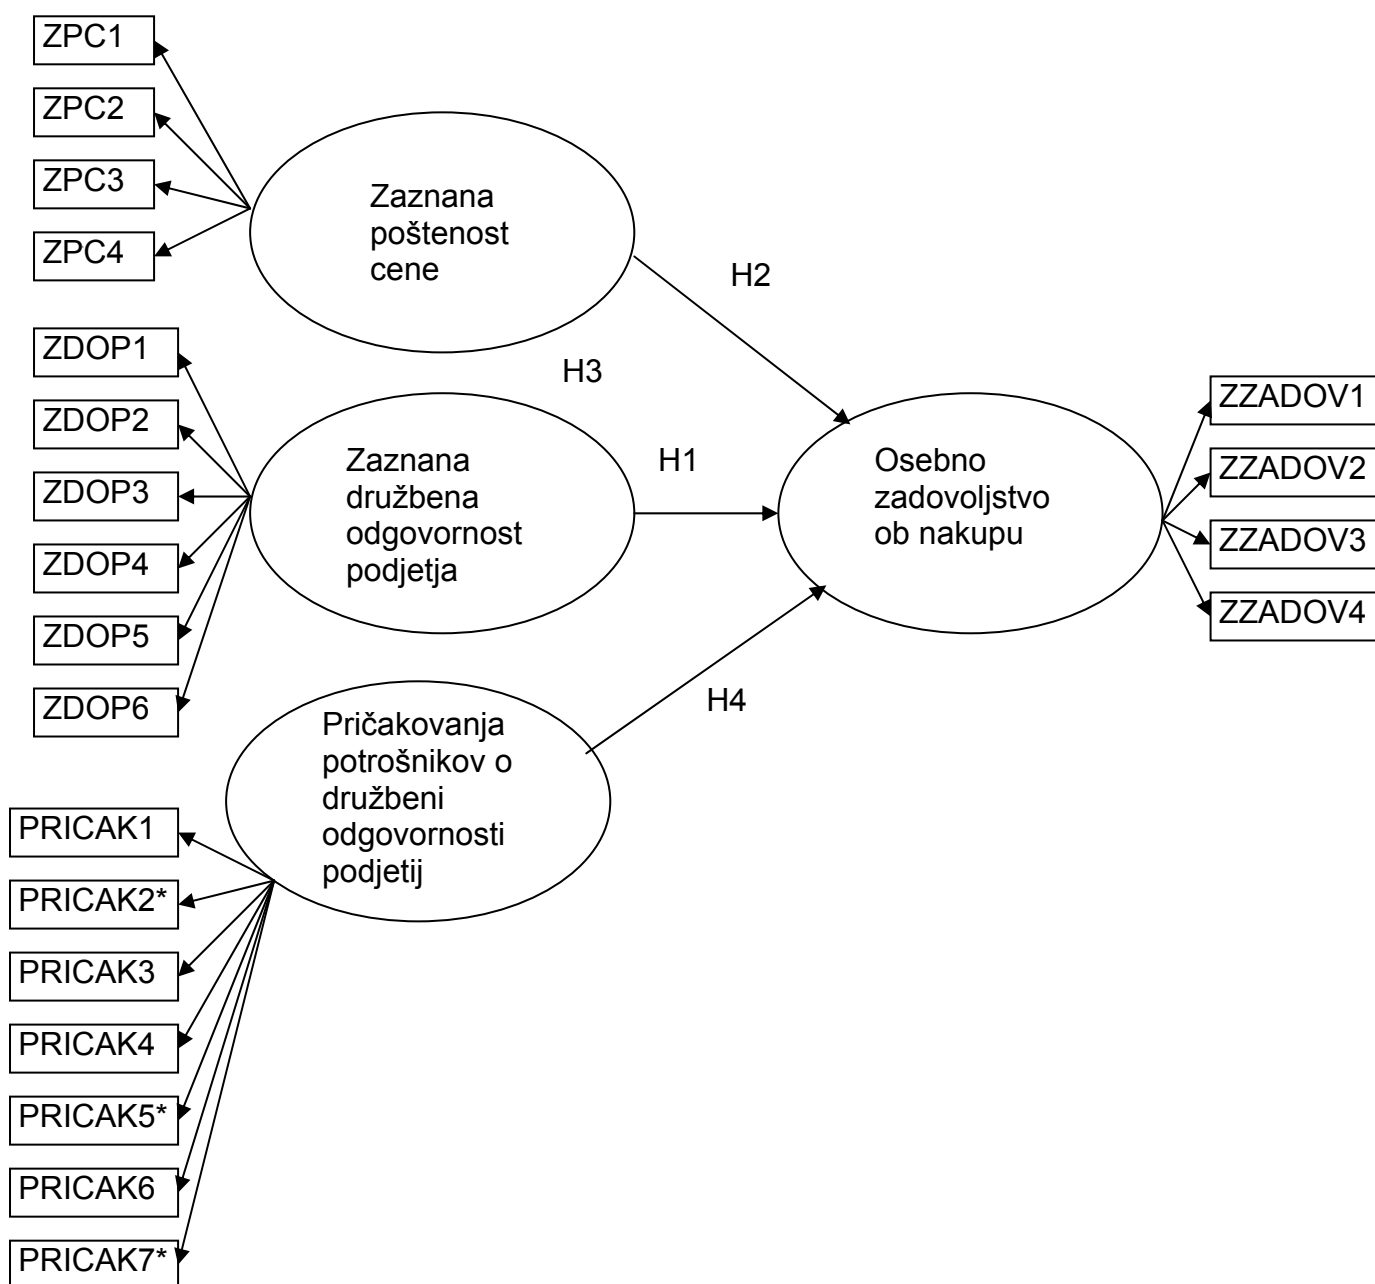 ZPC1
ZPC2
ZPC3
ZPC4
Zaznana
poštenost
cene
H2
H3
ZDOP1
ZDOP2
ZDOP3
ZDOP4
ZDOP5
ZDOP6
Zaznana
družbena
odgovornost
podjetja
H1
Osebno
zadovoljstvo
ob nakupu
ZZADOV1
ZZADOV2
ZZADOV3
ZZADOV4
H4
Pričakovanja
potrošnikov o
družbeni
odgovornosti
podjetij
PRICAK1
PRICAK2*
PRICAK3
PRICAK4
PRICAK5*
PRICAK6
PRICAK7*